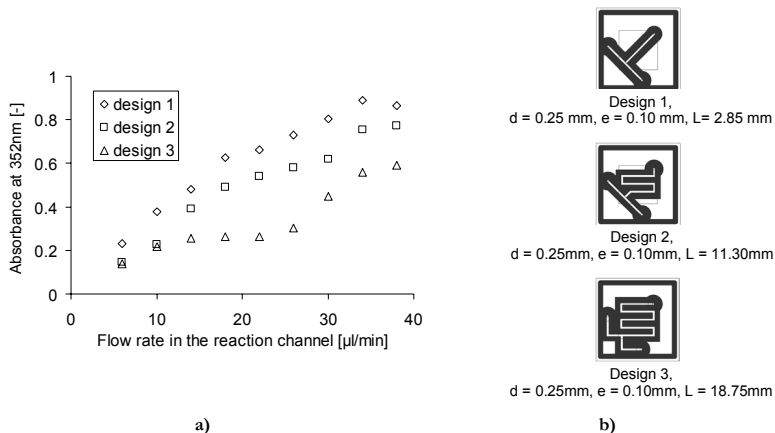 1
0.8
0.6
0.4
0.2
0
0 10 20 30 40
Absorbance at 352nm [-]
design 1
design 2
design 3
Flow rate in the reaction channel [µl/min]
a)
Design 1,
d = 0.25 mm, e = 0.10 mm, L= 2.85 mm
Design 2,
d = 0.25mm, e = 0.10mm, L = 11.30mm
Design 3,
d = 0.25mm, e = 0.10mm, L = 18.75mm
b)